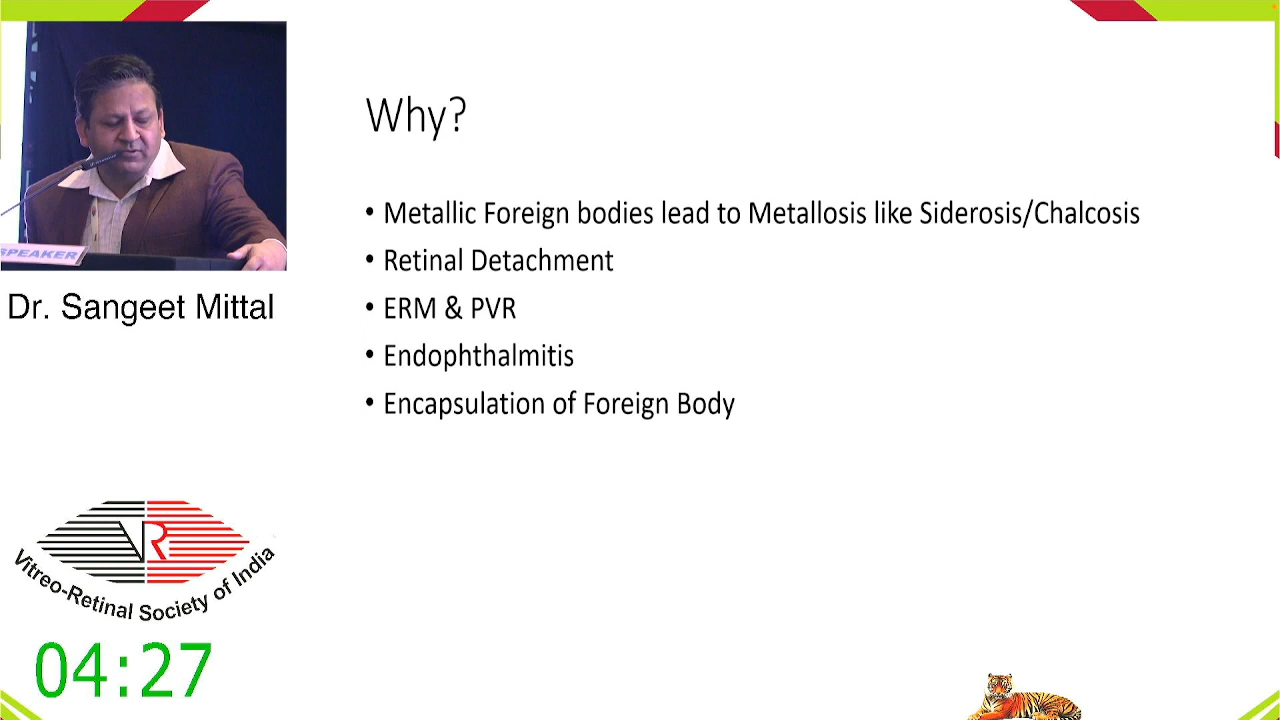 Why?
• Metallic Foreign bodies lead to Metallosis like Siderosis/Chalcosis
• Retinal Detachment
• ERM & PVR
• Endophthalmitis
• Encapsulation of Foreign Body
SPEAKER
Dr. Sangeet Mittal
VR
Vitreo-Retinal Society of India
04:27